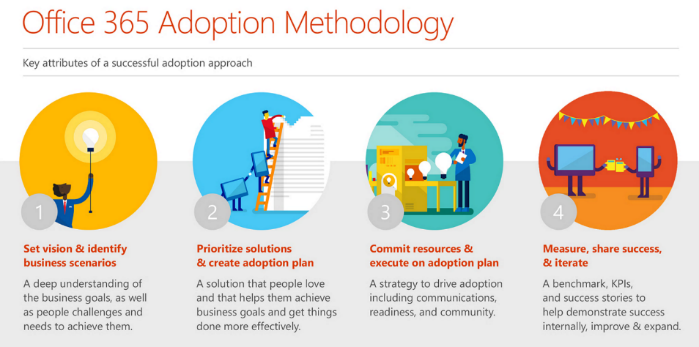 Office 365 Adoption Methodology
Key attributes of a successful adoption approach
1
Set vision & identify
business scenarios
A deep understanding of
the business goals, as well
as people challenges and
needs to achieve them.
2
Prioritize solutions
& create adoption plan
A solution that people love
and that helps them achieve
business goals and get things
done more effectively.
3
Commit resources &
execute on adoption plan
A strategy to drive adoption
including communications,
readiness, and community.
4
Measure, share success,
& iterate
A benchmark, KPIs,
and success stories to
help demonstrate success
internally, improve & expand.